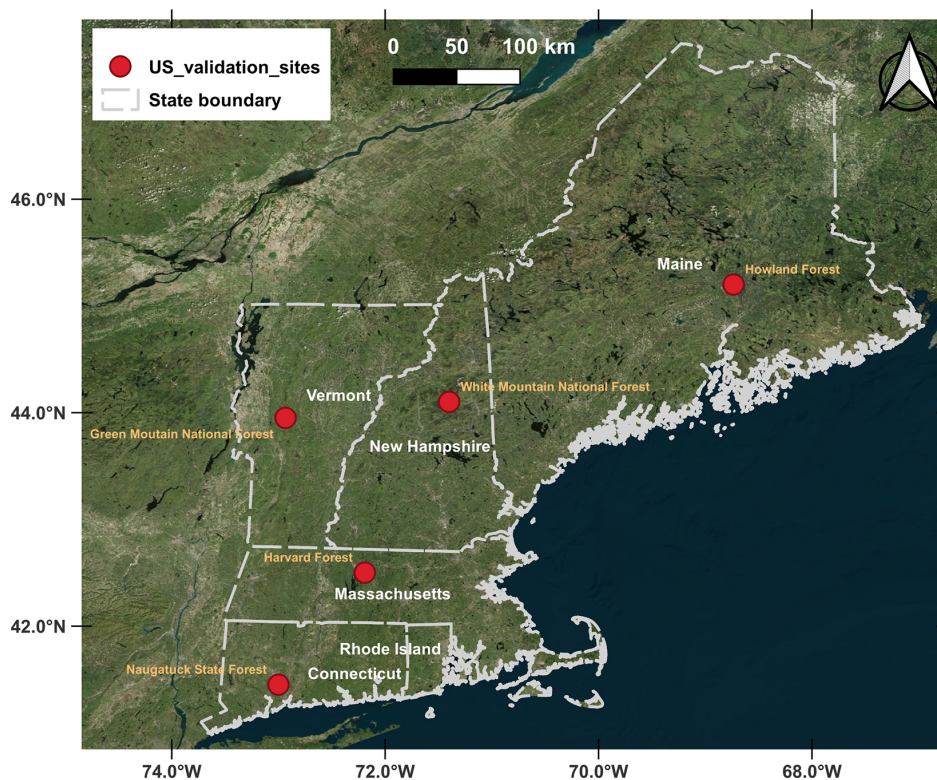 0 50 100 km
US_validation_sites
State boundary
46.0°N
Maine
Howland Forest
White Mountain National Forest
Vermont
44.0°N
Green Moutain National Forest
New Hampshire
Harvard Forest
Massachusetts
42.0°N
Rhode Island
Naugatuck State Forest
Connecticut
74.0°W 72.0°W 70.0°W 68.0°W